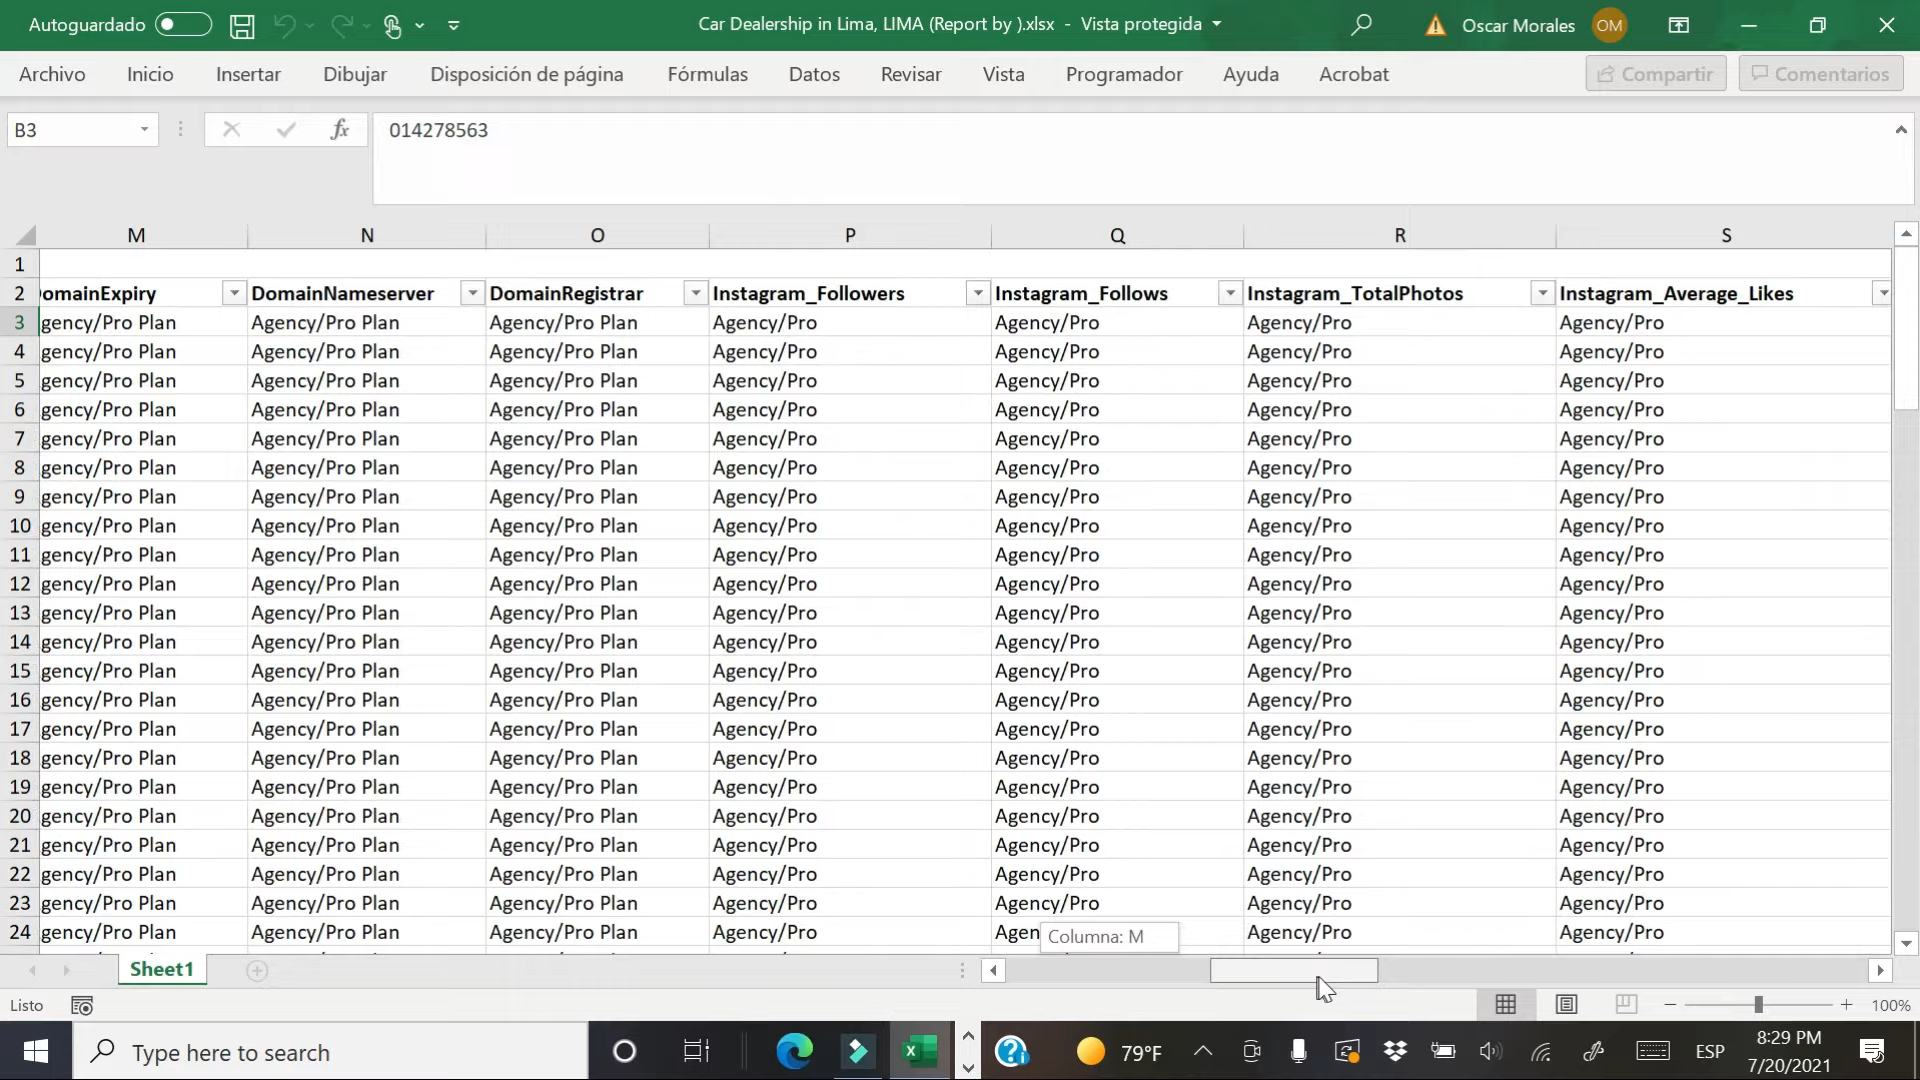 Autoguardado Car Dealership in Lima, LIMA (Report by ).xlsx - Vista protegida Oscar Morales OM
Archivo Inicio Insertar Dibujar Disposición de página Fórmulas Datos Revisar Vista Programador Ayuda Acrobat Compartir Comentarios
B3 fx 014278563
M N O P Q R S
1
2 omainExpiry DomainNameserver DomainRegistrar Instagram_Followers Instagram_Follows Instagram_TotalPhotos Instagram_Average_Likes
3 gency/Pro Plan Agency/Pro Plan Agency/Pro Plan Agency/Pro Agency/Pro Agency/Pro Agency/Pro
4 gency/Pro Plan Agency/Pro Plan Agency/Pro Plan Agency/Pro Agency/Pro Agency/Pro Agency/Pro
5 gency/Pro Plan Agency/Pro Plan Agency/Pro Plan Agency/Pro Agency/Pro Agency/Pro Agency/Pro
6 gency/Pro Plan Agency/Pro Plan Agency/Pro Plan Agency/Pro Agency/Pro Agency/Pro Agency/Pro
7 gency/Pro Plan Agency/Pro Plan Agency/Pro Plan Agency/Pro Agency/Pro Agency/Pro Agency/Pro
8 gency/Pro Plan Agency/Pro Plan Agency/Pro Plan Agency/Pro Agency/Pro Agency/Pro Agency/Pro
9 gency/Pro Plan Agency/Pro Plan Agency/Pro Plan Agency/Pro Agency/Pro Agency/Pro Agency/Pro
10 gency/Pro Plan Agency/Pro Plan Agency/Pro Plan Agency/Pro Agency/Pro Agency/Pro Agency/Pro
11 gency/Pro Plan Agency/Pro Plan Agency/Pro Plan Agency/Pro Agency/Pro Agency/Pro Agency/Pro
12 gency/Pro Plan Agency/Pro Plan Agency/Pro Plan Agency/Pro Agency/Pro Agency/Pro Agency/Pro
13 gency/Pro Plan Agency/Pro Plan Agency/Pro Plan Agency/Pro Agency/Pro Agency/Pro Agency/Pro
14 gency/Pro Plan Agency/Pro Plan Agency/Pro Plan Agency/Pro Agency/Pro Agency/Pro Agency/Pro
15 gency/Pro Plan Agency/Pro Plan Agency/Pro Plan Agency/Pro Agency/Pro Agency/Pro Agency/Pro
16 gency/Pro Plan Agency/Pro Plan Agency/Pro Plan Agency/Pro Agency/Pro Agency/Pro Agency/Pro
17 gency/Pro Plan Agency/Pro Plan Agency/Pro Plan Agency/Pro Agency/Pro Agency/Pro Agency/Pro
18 gency/Pro Plan Agency/Pro Plan Agency/Pro Plan Agency/Pro Agency/Pro Agency/Pro Agency/Pro
19 gency/Pro Plan Agency/Pro Plan Agency/Pro Plan Agency/Pro Agency/Pro Agency/Pro Agency/Pro
20 gency/Pro Plan Agency/Pro Plan Agency/Pro Plan Agency/Pro Agency/Pro Agency/Pro Agency/Pro
21 gency/Pro Plan Agency/Pro Plan Agency/Pro Plan Agency/Pro Agency/Pro Agency/Pro Agency/Pro
22 gency/Pro Plan Agency/Pro Plan Agency/Pro Plan Agency/Pro Agency/Pro Agency/Pro Agency/Pro
23 gency/Pro Plan Agency/Pro Plan Agency/Pro Plan Agency/Pro Agency/Pro Agency/Pro Agency/Pro
24 gency/Pro Plan Agency/Pro Plan Agency/Pro Plan Agency/Pro Agen Agency/Pro Agency/Pro
Columna: M
Sheet1
Listo 100%
Type here to search 79°F ESP 8:29 PM
7/20/2021